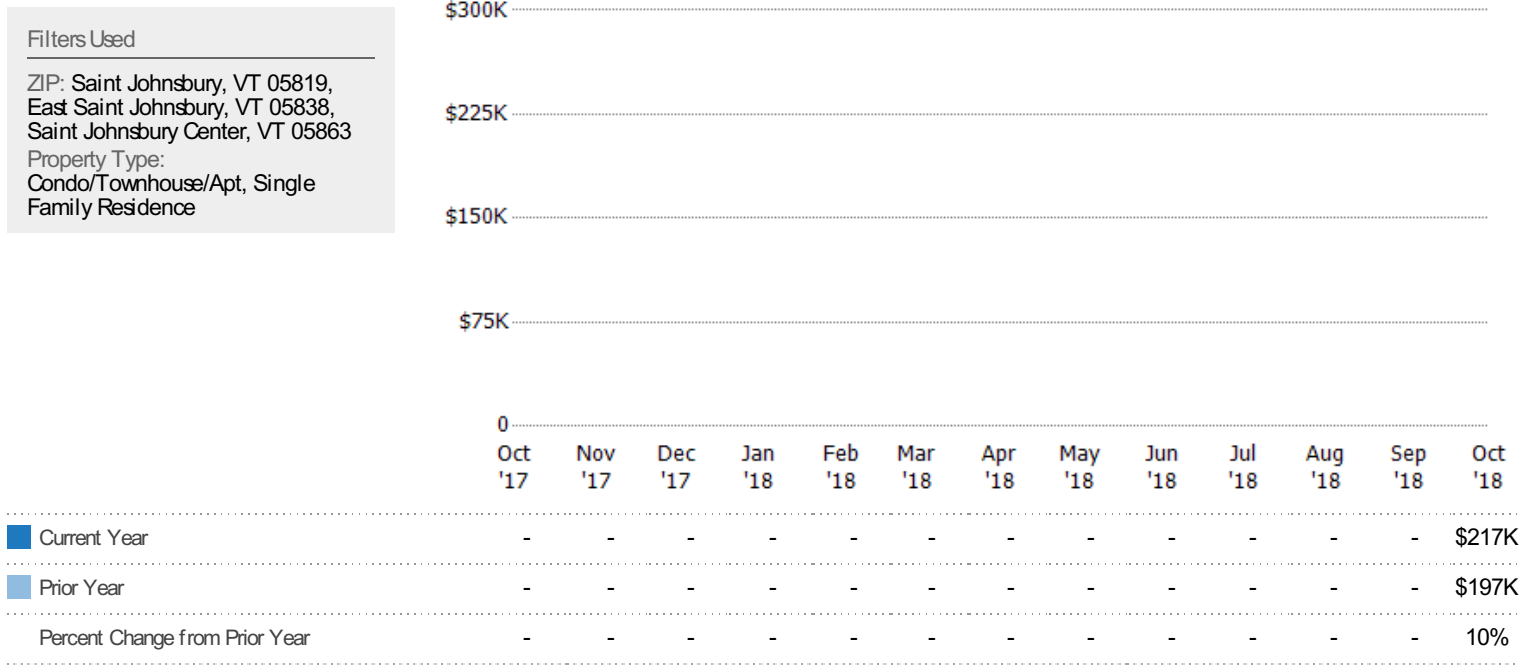 Filters Used
ZIP: Saint Johnsbury, VT 05819,
East Saint Johnsbury, VT 05838,
Saint Johnsbury Center, VT 05863
Property Type:
Condo/Townhouse/Apt, Single
Family Residence
$300K
$225K
$150K
$75K
0
Oct Nov Dec Jan Feb Mar Apr May Jun Jul Aug Sep Oct
'17 '17 '17 '18 '18 '18 '18 '18 '18 '18 '18 '18 '18
Current Year - - - - - - - - - - - - $217K
Prior Year - - - - - - - - - - - - $197K
Percent Change from Prior Year - - - - - - - - - - - - 10%